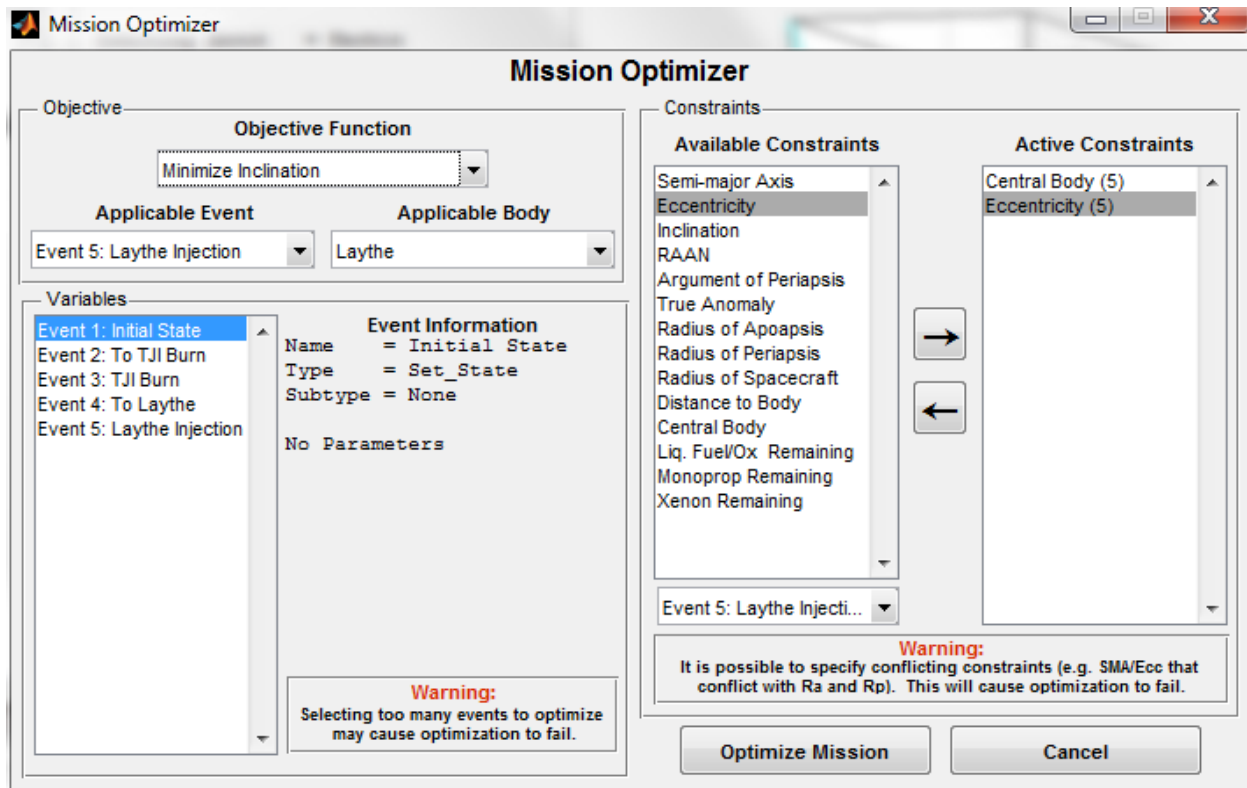 Mission Optimizer
Mission Optimizer
Objective
Objective Function
Minimize Inclination
Applicable Event
Applicable Body
Event 5: Laythe Injection
Laythe
Variables
Event 1: Initial State
Event 2: To TJI Burn
Event 3: TJI Burn
Event 4: To Laythe
Event 5: Laythe Injection
Event Information
Name = Initial State
Type = Set_State
Subtype = None
No Parameters
Warning:
Selecting too many events to optimize
may cause optimization to fail.
Constraints
Available Constraints
Semi-major Axis
Eccentricity
Inclination
RAAN
Argument of Periapsis
True Anomaly
Radius of Apoapsis
Radius of Periapsis
Radius of Spacecraft
Distance to Body
Central Body
Liq. Fuel/Ox Remaining
Monoprop Remaining
Xenon Remaining
Event 5: Laythe Injecti...
Active Constraints
Central Body (5)
Eccentricity (5)
Warning:
It is possible to specify conflicting constraints (e.g. SMA/Ecc that
conflict with Ra and Rp). This will cause optimization to fail.
Optimize Mission
Cancel